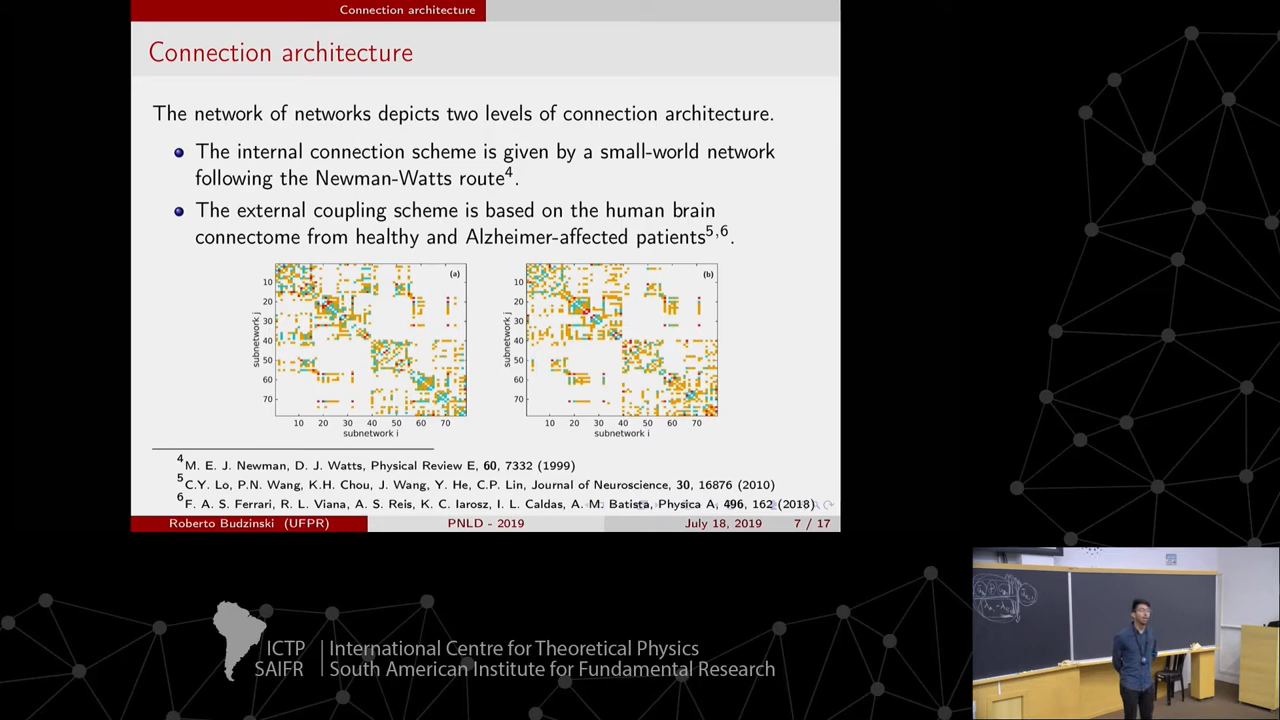 Connection architecture
Connection architecture
The network of networks depicts two levels of connection architecture.
The internal connection scheme is given by a small-world network
following the Newman-Watts route4.
The external coupling scheme is based on the human brain
connectome from healthy and Alzheimer-affected patients5,6.
(a)
10
20
30
40
50
60
70
subnetwork j
10 20 30 40 50 60 70
subnetwork i
(b)
10
20
30
40
50
60
70
subnetwork j
10 20 30 40 50 60 70
subnetwork i
4 M. E. J. Newman, D. J. Watts, Physical Review E, 60, 7332 (1999)
5 C.Y. Lo, P.N. Wang, K.H. Chou, J. Wang, Y. He, C.P. Lin, Journal of Neuroscience, 30, 16876 (2010)
6 F. A. S. Ferrari, R. L. Viana, A. S. Reis, K. C. Iarosz, I. L. Caldas, A. M. Batista, Physica A, 496, 162 (2018)
Roberto Budzinski (UFPR) PNLD - 2019 July 18, 2019 7 / 17
ICTP | International Centre for Theoretical Physics
SAIFR | South American Institute for Fundamental Research